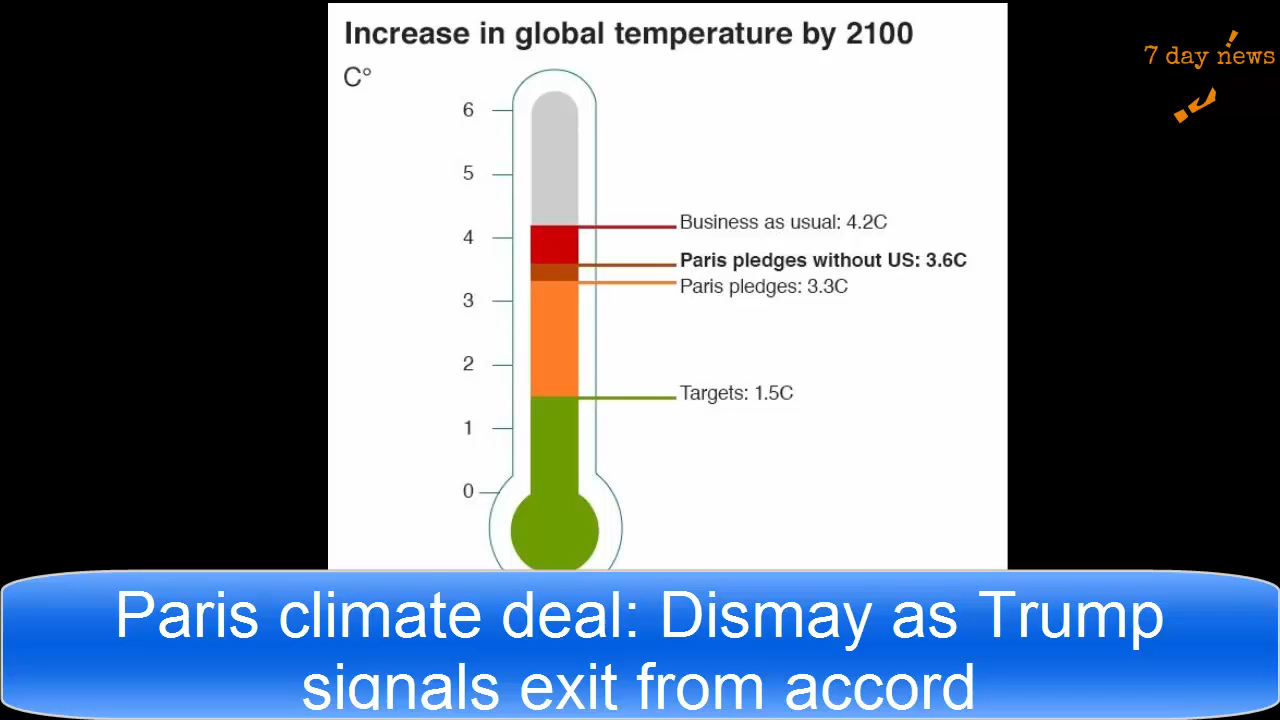 Increase in global temperature by 2100
7 day news
C°
6
5
Business as usual: 4.2C
4
Paris pledges without US: 3.6C
Paris pledges: 3.3C
3
2
Targets: 1.5C
1
0
Paris climate deal: Dismay as Trump
signals exit from accord